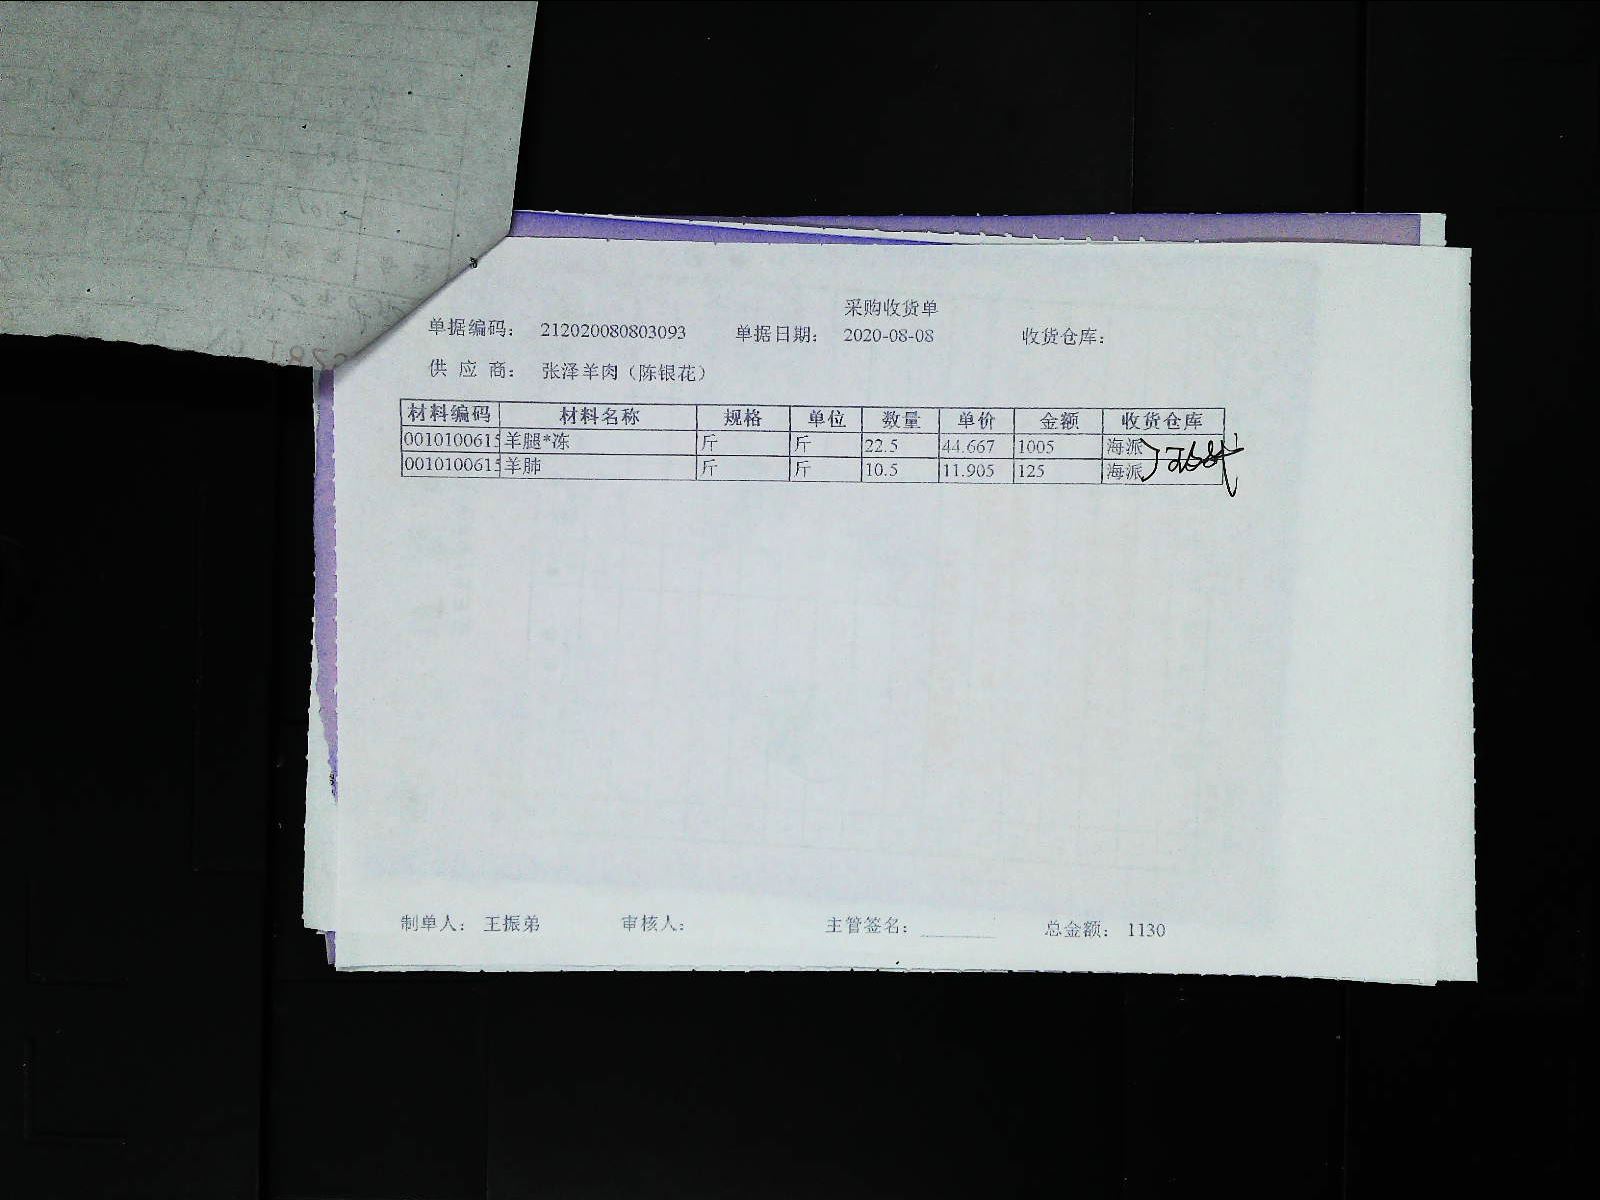 采购收货单
单据编码： 212020080803093 单据日期： 2020-08-08 收货仓库：
供 应 商： 张泽羊肉（陈银花）
材料编码 材料名称 规格 单位 数量 单价 金额 收货仓库
0010100615 羊腿*冻 斤 斤 22.5 44.667 1005 海派
0010100615 羊肺 斤 斤 10.5 11.905 125 海派
制单人： 王振弟 审核人： 主管签名： 总金额： 1130